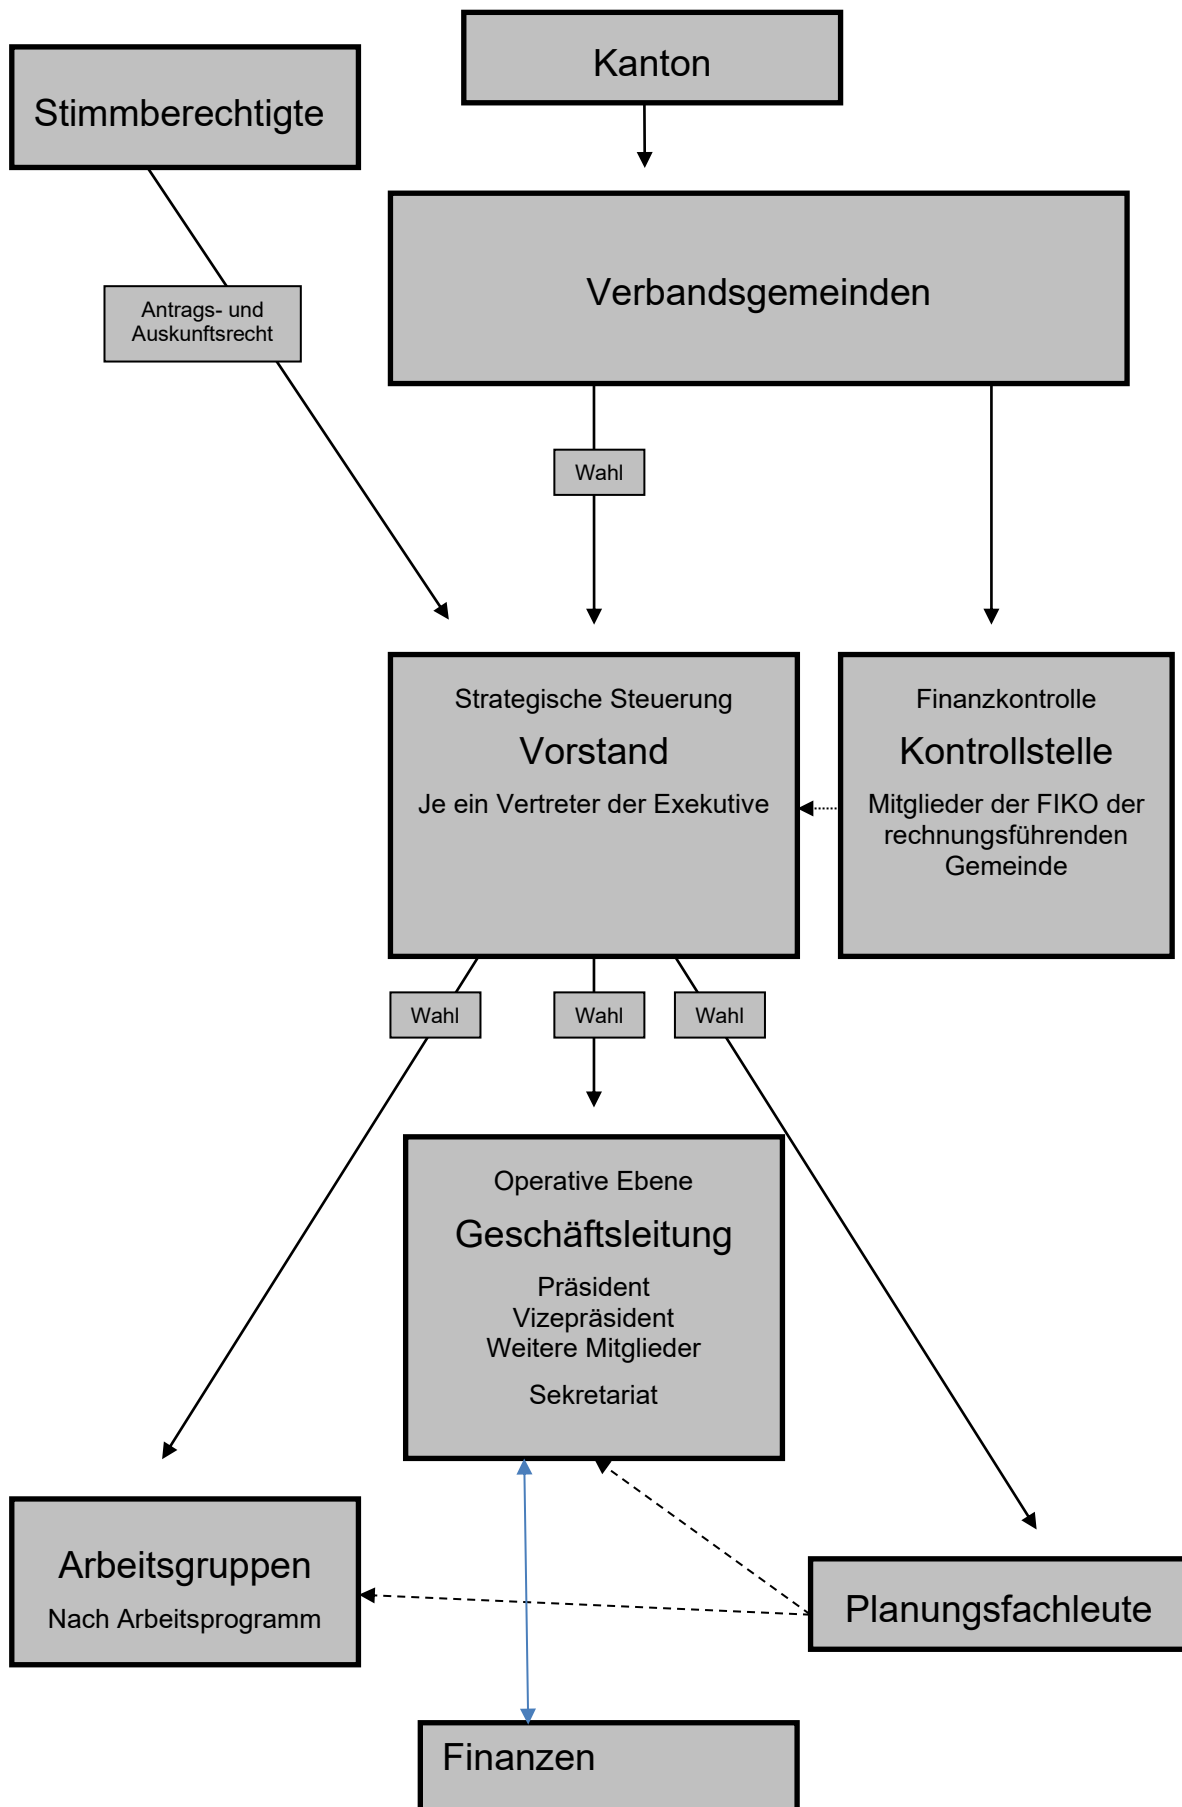 Kanton
Stimmberechtigte
Verbandsgemeinden
Antrags- und
Auskunftsrecht
Wahl
Strategische Steuerung
Vorstand
Je ein Vertreter der Exekutive
Finanzkontrolle
Kontrollstelle
Mitglieder der FIKO der
rechnungsführenden
Gemeinde
Wahl
Wahl
Wahl
Operative Ebene
Geschäftsleitung
Präsident
Vizepräsident
Weitere Mitglieder
Sekretariat
Arbeitsgruppen
Nach Arbeitsprogramm
Planungsfachleute
Finanzen